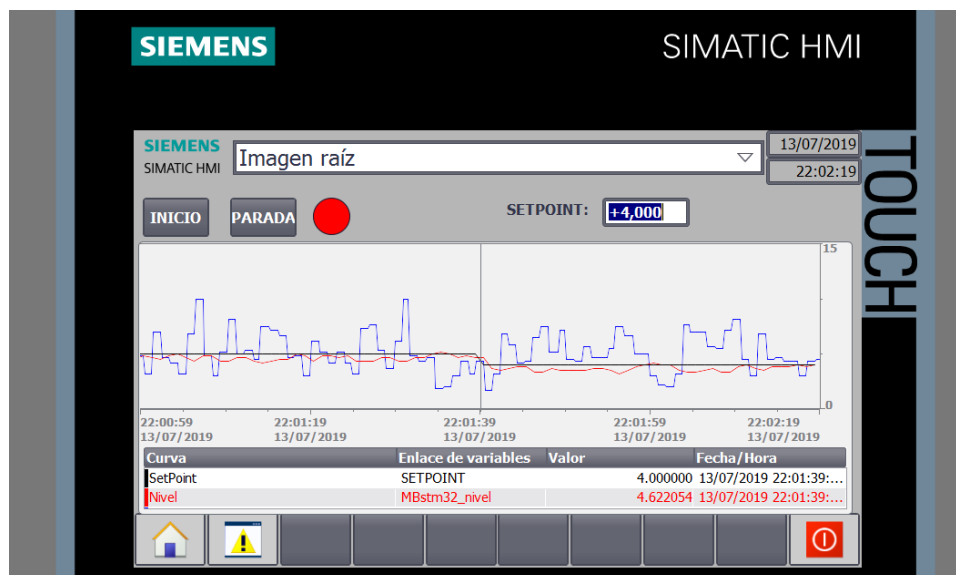 SIEMENS
SIMATIC HMI
SIEMENS
SIMATIC HMI
Imagen raíz
13/07/2019
22:02:19
TOUCH
INICIO
PARADA
SETPOINT:
+4,000
15
0
22:00:59 22:01:19 22:01:39 22:01:59 22:02:19
13/07/2019 13/07/2019 13/07/2019 13/07/2019 13/07/2019
Curva Enlace de variables Valor Fecha/Hora
SetPoint SETPOINT 4.000000 13/07/2019 22:01:39:...
Nivel MBstm32_nivel 4.622054 13/07/2019 22:01:39:...